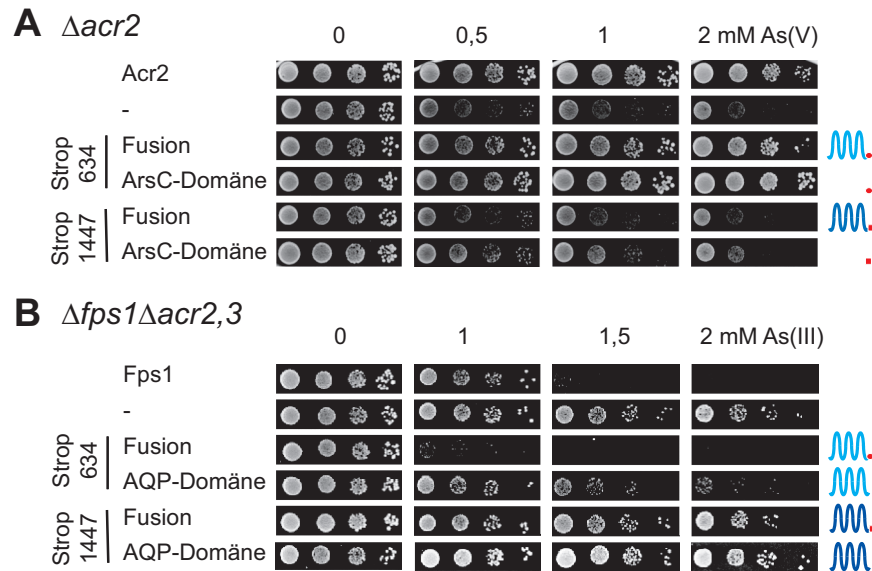 A Δacr2
0 0,5 1 2 mM As(V)
Acr2
-
Strop 634
Fusion
ArsC-Domäne
Strop 1447
Fusion
ArsC-Domäne
B Δfps1Δacr2,3
0 1 1,5 2 mM As(III)
Fps1
-
Strop 634
Fusion
AQP-Domäne
Strop 1447
Fusion
AQP-Domäne